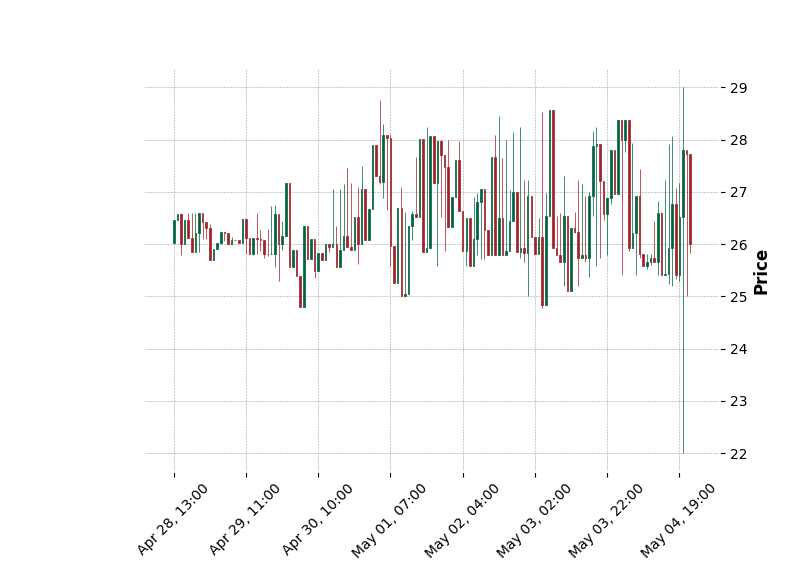 29
28
27
26
25
24
23
22
Price
Apr 28, 13:00
Apr 29, 11:00
Apr 30, 10:00
May 01, 07:00
May 02, 04:00
May 03, 02:00
May 03, 22:00
May 04, 19:00